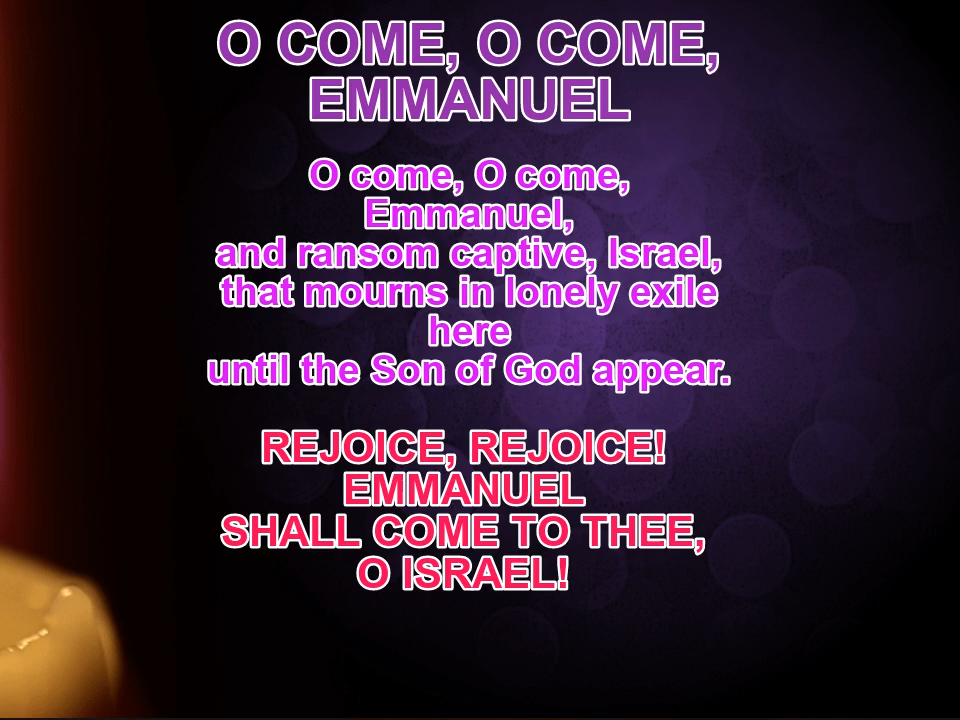 O COME, O COME,
EMMANUEL
O come, O come,
Emmanuel,
and ransom captive, Israel,
that mourns in lonely exile
here
until the Son of God appear.
REJOICE, REJOICE!
EMMANUEL
SHALL COME TO THEE,
O ISRAEL!